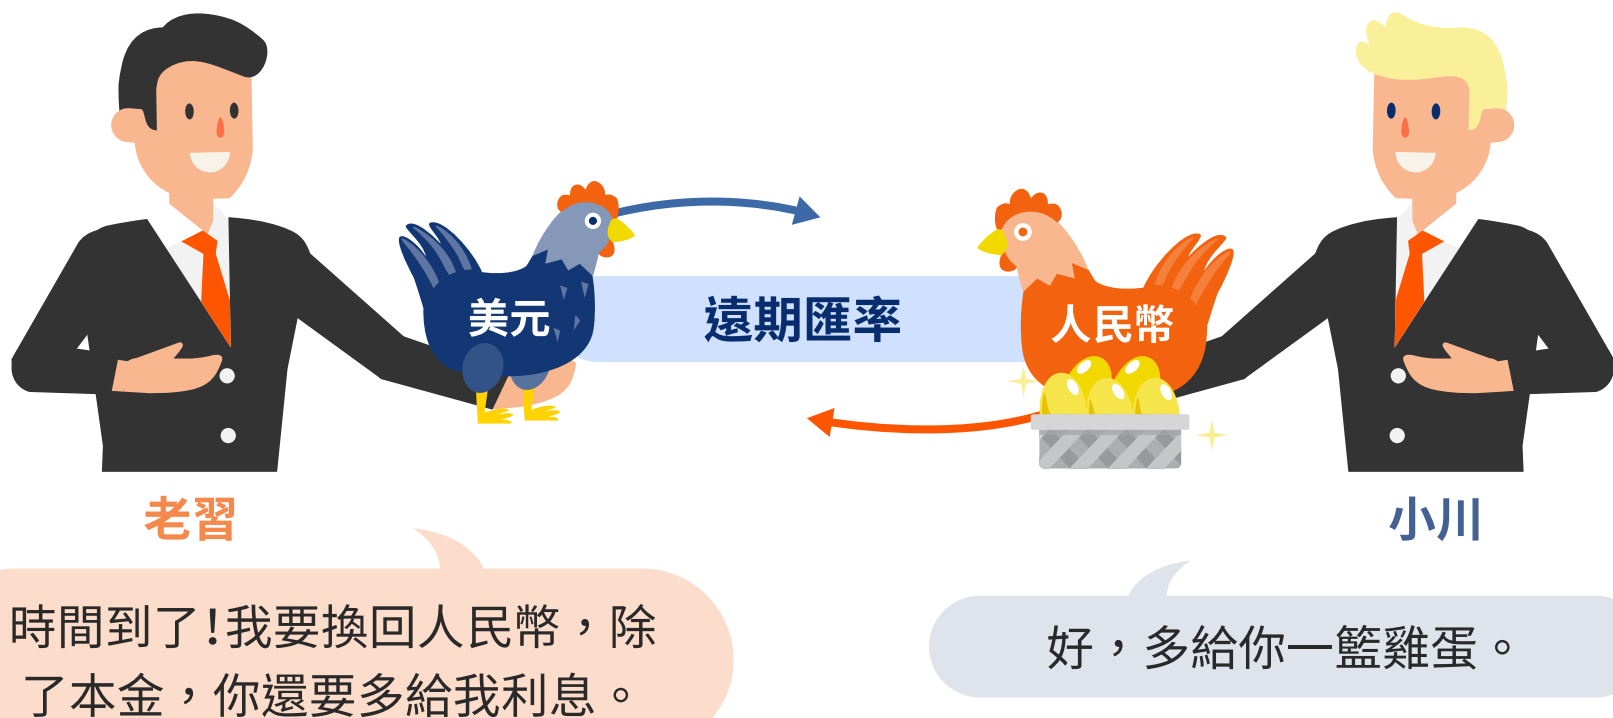 美元
遠期匯率
人民幣
老習
小川
時間到了!我要換回人民幣，除
了本金，你還要多給我利息。
好，多給你一籃雞蛋。